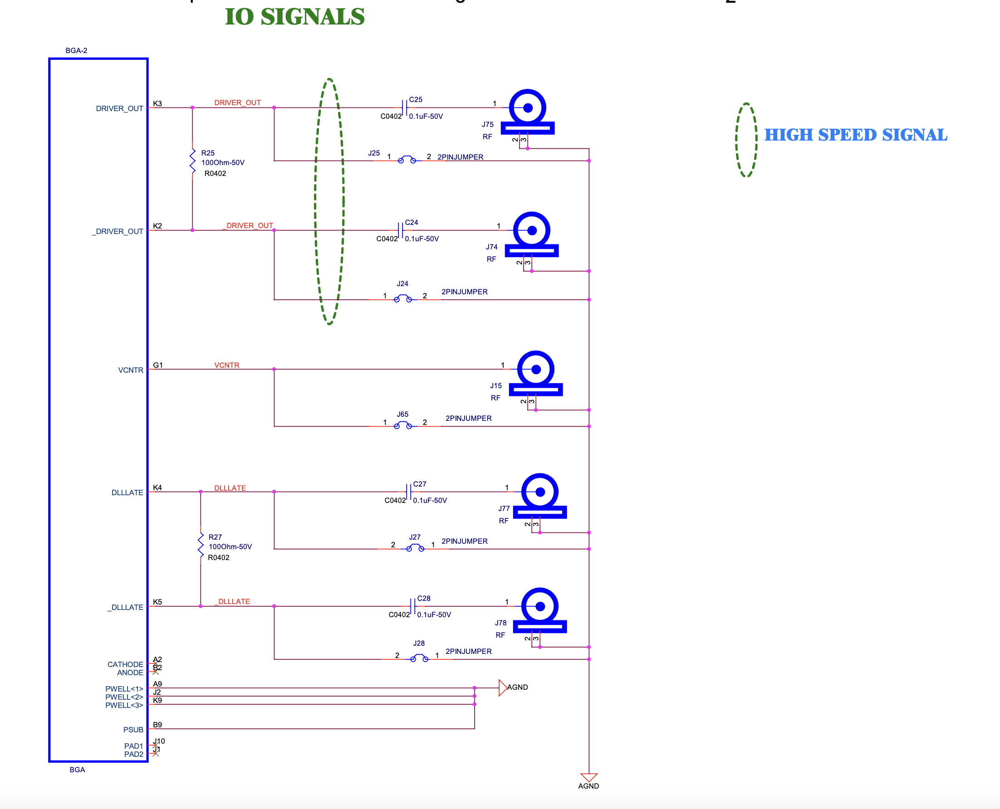 IO SIGNALS
BGA-2
DRIVER_OUT K3 DRIVER_OUT C25 1
C0402 0.1uF-50V
J75
RF
2 3
HIGH SPEED SIGNAL
R25
100Ohm-50V
R0402
J25 1 2 2PINJUMPER
_DRIVER_OUT K2 _DRIVER_OUT C24 1
C0402 0.1uF-50V
J74
RF
2 3
J24
1 2 2PINJUMPER
VCNTR G1 VCNTR 1
J15
RF
2 3
J65
1 2 2PINJUMPER
DLLLATE K4 DLLLATE C27 1
C0402 0.1uF-50V
J77
RF
2 3
R27
100Ohm-50V
R0402
J27
2 1 2PINJUMPER
_DLLLATE K5 _DLLLATE C28 1
C0402 0.1uF-50V
J78
RF
2 3
J28
2 1 2PINJUMPER
CATHODE A2
ANODE B2
PWELL<1> A9 AGND
PWELL<2> J2
PWELL<3> K9
PSUB B9
PAD1 J10
PAD2 J1
BGA
AGND